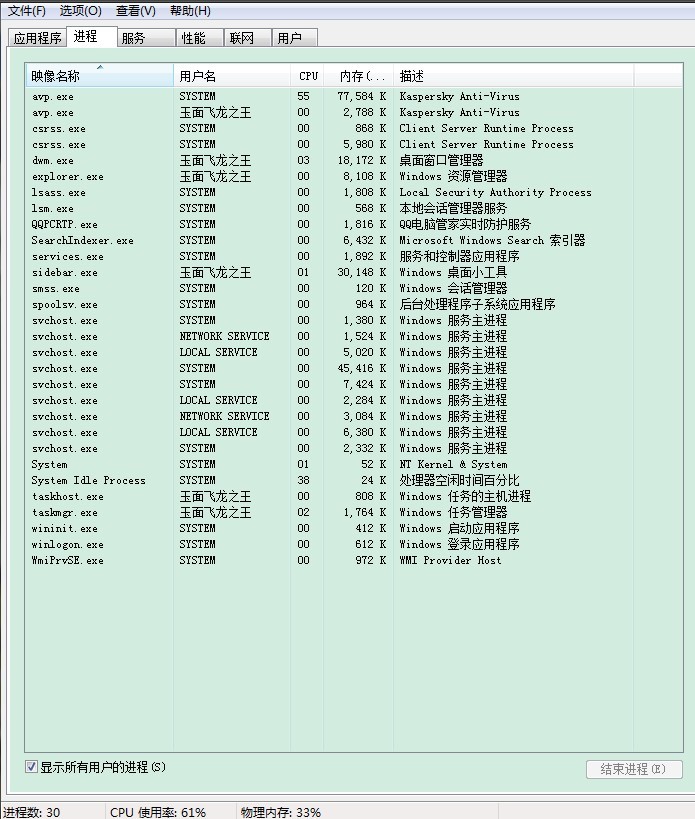 文件(F) 选项(O) 查看(V) 帮助(H)
应用程序 进程 服务 性能 联网 用户
映像名称 用户名 CPU 内存(... 描述
avp.exe SYSTEM 55 77,584 K Kaspersky Anti-Virus
avp.exe 玉面飞龙之王 00 2,788 K Kaspersky Anti-Virus
csrss.exe SYSTEM 00 868 K Client Server Runtime Process
csrss.exe SYSTEM 00 5,980 K Client Server Runtime Process
dwm.exe 玉面飞龙之王 03 18,172 K 桌面窗口管理器
explorer.exe 玉面飞龙之王 00 8,108 K Windows 资源管理器
lsass.exe SYSTEM 00 1,808 K Local Security Authority Process
lsm.exe SYSTEM 00 568 K 本地会话管理器服务
QQPCRTP.exe SYSTEM 00 1,816 K QQ电脑管家实时防护服务
SearchIndexer.exe SYSTEM 00 6,432 K Microsoft Windows Search 索引器
services.exe SYSTEM 00 1,892 K 服务和控制器应用程序
sidebar.exe 玉面飞龙之王 01 30,148 K Windows 桌面小工具
smss.exe SYSTEM 00 120 K Windows 会话管理器
spoolsv.exe SYSTEM 00 964 K 后台处理程序子系统应用程序
svchost.exe SYSTEM 00 1,380 K Windows 服务主进程
svchost.exe NETWORK SERVICE 00 1,524 K Windows 服务主进程
svchost.exe LOCAL SERVICE 00 5,020 K Windows 服务主进程
svchost.exe SYSTEM 00 45,416 K Windows 服务主进程
svchost.exe SYSTEM 00 7,424 K Windows 服务主进程
svchost.exe LOCAL SERVICE 00 2,284 K Windows 服务主进程
svchost.exe NETWORK SERVICE 00 3,084 K Windows 服务主进程
svchost.exe LOCAL SERVICE 00 6,380 K Windows 服务主进程
svchost.exe SYSTEM 00 2,332 K Windows 服务主进程
System SYSTEM 01 52 K NT Kernel & System
System Idle Process SYSTEM 38 24 K 处理器空闲时间百分比
taskhost.exe 玉面飞龙之王 00 808 K Windows 任务的主机进程
taskmgr.exe 玉面飞龙之王 02 1,764 K Windows 任务管理器
wininit.exe SYSTEM 00 412 K Windows 启动应用程序
winlogon.exe SYSTEM 00 612 K Windows 登录应用程序
WmiPrvSE.exe SYSTEM 00 972 K WMI Provider Host
显示所有用户的进程(S) 结束进程(E)
进程数: 30 CPU 使用率: 61% 物理内存: 33%